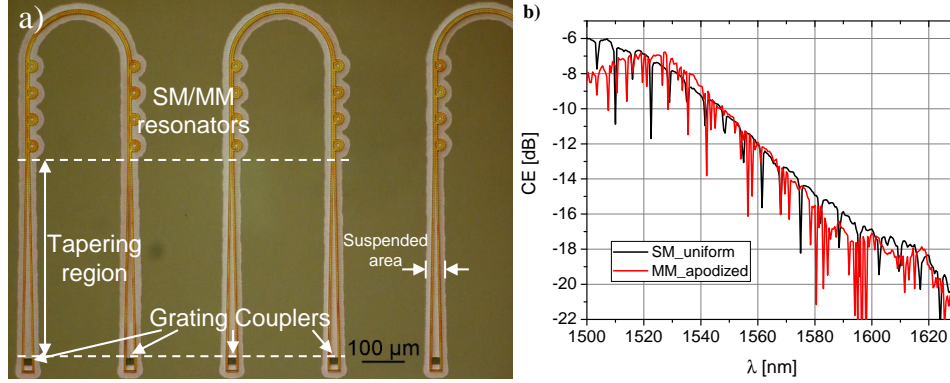 a)
SM/MM
resonators
Tapering
region
Suspended
area
Grating Couplers
100 µm
b)
CE [dB]
-6
-8
-10
-12
-14
-16
-18
-20
-22
SM_uniform
MM_apodized
1500 1520 1540 1560 1580 1600 1620
λ [nm]